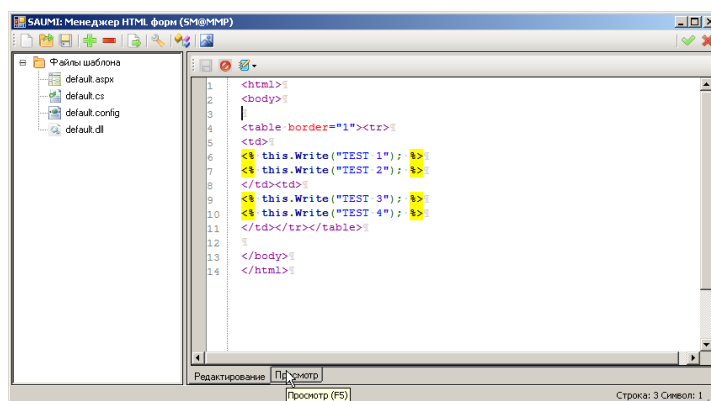 SAUMI: Менеджер HTML форм (SM@MMP)
Файлы шаблона
default.aspx
default.cs
default.config
default.dll
1 <html>¶
2 <body>¶
3 ¶
4 <table·border="1"><tr>¶
5 <td>¶
6 <%·this.Write("TEST·1");·%>¶
7 <%·this.Write("TEST·2");·%>¶
8 </td><td>¶
9 <%·this.Write("TEST·3");·%>¶
10 <%·this.Write("TEST·4");·%>¶
11 </td></tr></table>¶
12 ¶
13 </body>¶
14 </html>¶
Редактирование Просмотр
Просмотр (F5)
Строка: 3 Символ: 1